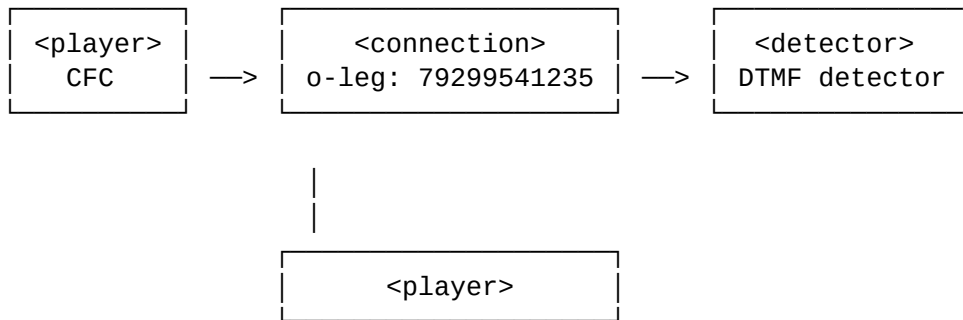 <player>
CFC
<connection>
o-leg: 79299541235
<detector>
DTMF detector
<player>